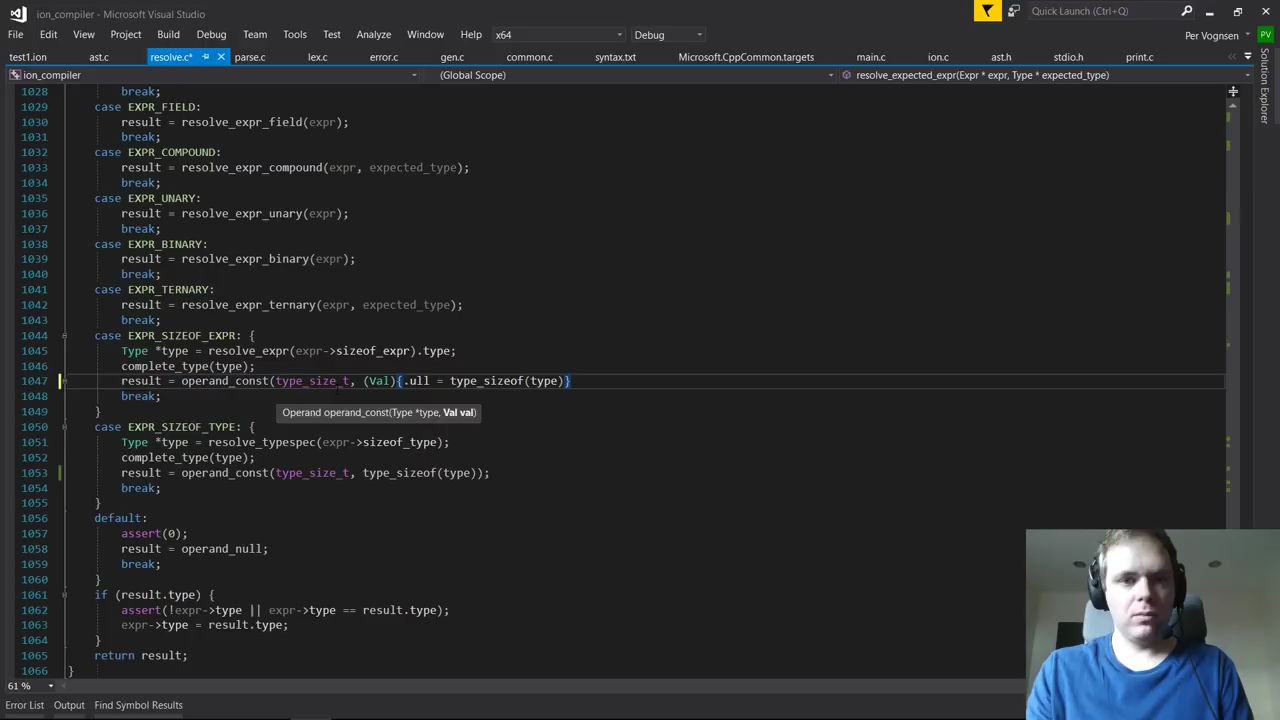 ion_compiler - Microsoft Visual Studio
Quick Launch (Ctrl+Q)
File Edit View Project Build Debug Team Tools Test Analyze Window Help x64 Debug
Per Vognsen PV
test1.ion ast.c resolve.c* parse.c lex.c error.c gen.c common.c syntax.txt Microsoft.CppCommon.targets main.c ion.c ast.h stdio.h print.c
ion_compiler (Global Scope) resolve_expected_expr(Expr * expr, Type * expected_type)
Solution Explorer
1028 break;
1029 case EXPR_FIELD:
1030 result = resolve_expr_field(expr);
1031 break;
1032 case EXPR_COMPOUND:
1033 result = resolve_expr_compound(expr, expected_type);
1034 break;
1035 case EXPR_UNARY:
1036 result = resolve_expr_unary(expr);
1037 break;
1038 case EXPR_BINARY:
1039 result = resolve_expr_binary(expr);
1040 break;
1041 case EXPR_TERNARY:
1042 result = resolve_expr_ternary(expr, expected_type);
1043 break;
1044 case EXPR_SIZEOF_EXPR: {
1045 Type *type = resolve_expr(expr->sizeof_expr).type;
1046 complete_type(type);
1047 result = operand_const(type_size_t, (Val){.ull = type_sizeof(type)}
1048 break;
Operand operand_const(Type *type, Val val)
1049 }
1050 case EXPR_SIZEOF_TYPE: {
1051 Type *type = resolve_typespec(expr->sizeof_type);
1052 complete_type(type);
1053 result = operand_const(type_size_t, type_sizeof(type));
1054 break;
1055 }
1056 default:
1057 assert(0);
1058 result = operand_null;
1059 break;
1060 }
1061 if (result.type) {
1062 assert(!expr->type || expr->type == result.type);
1063 expr->type = result.type;
1064 }
1065 return result;
1066 }
61 %
Error List Output Find Symbol Results